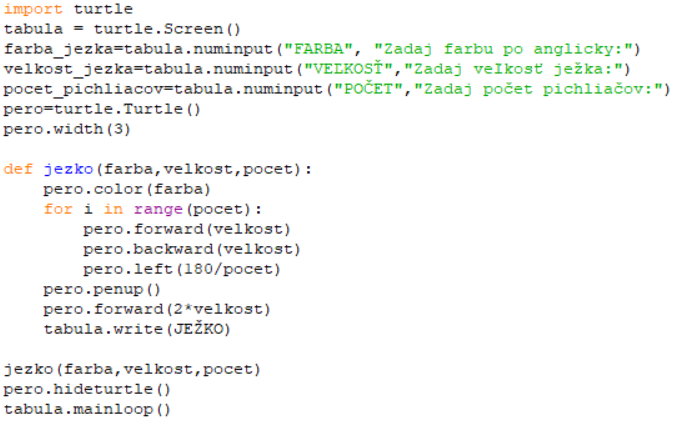 import turtle
tabula = turtle.Screen()
farba_jezka=tabula.numinput("FARBA", "Zadaj farbu po anglicky:")
velkost_jezka=tabula.numinput("VEĽKOSŤ","Zadaj veľkosť ježka:")
pocet_pichliacov=tabula.numinput("POČET","Zadaj počet pichliačov:")
pero=turtle.Turtle()
pero.width(3)
def jezko(farba,velkost,pocet):
    pero.color(farba)
    for i in range(pocet):
        pero.forward(velkost)
        pero.backward(velkost)
        pero.left(180/pocet)
    pero.penup()
    pero.forward(2*velkost)
    tabula.write(JEŽKO)
jezko(farba,velkost,pocet)
pero.hideturtle()
tabula.mainloop()